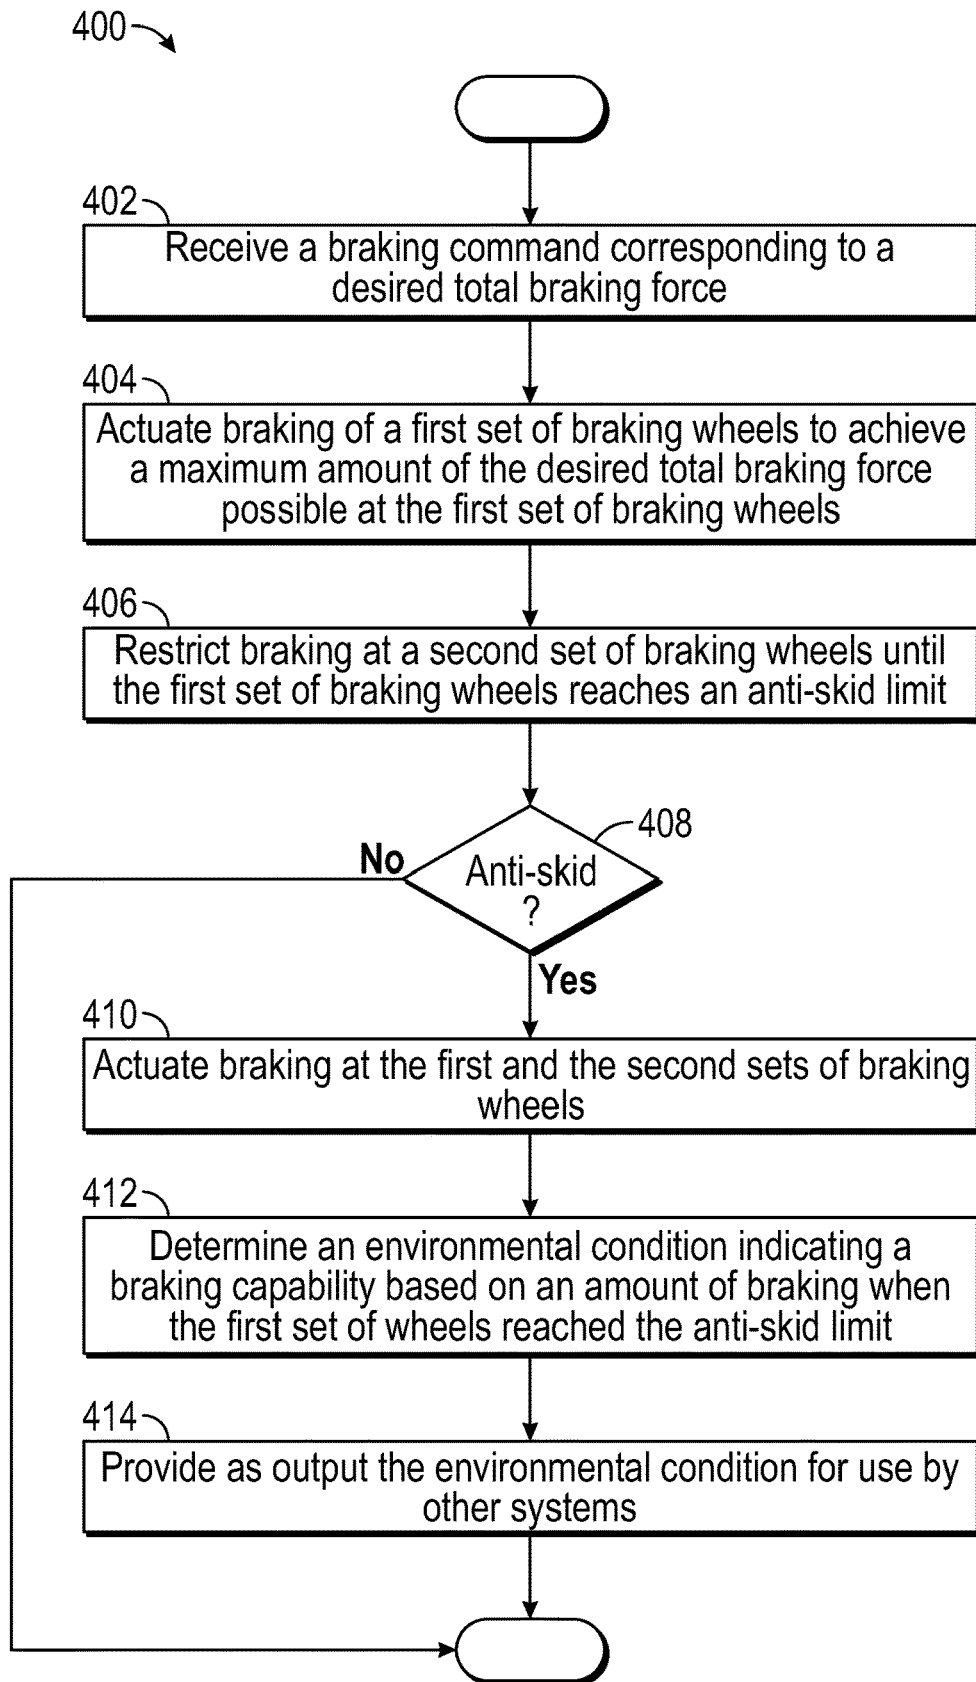 400
402
Receive a braking command corresponding to a
desired total braking force
404
Actuate braking of a first set of braking wheels to achieve
a maximum amount of the desired total braking force
possible at the first set of braking wheels
406
Restrict braking at a second set of braking wheels until
the first set of braking wheels reaches an anti-skid limit
408
No
Anti-skid
?
Yes
410
Actuate braking at the first and the second sets of braking
wheels
412
Determine an environmental condition indicating a
braking capability based on an amount of braking when
the first set of wheels reached the anti-skid limit
414
Provide as output the environmental condition for use by
other systems